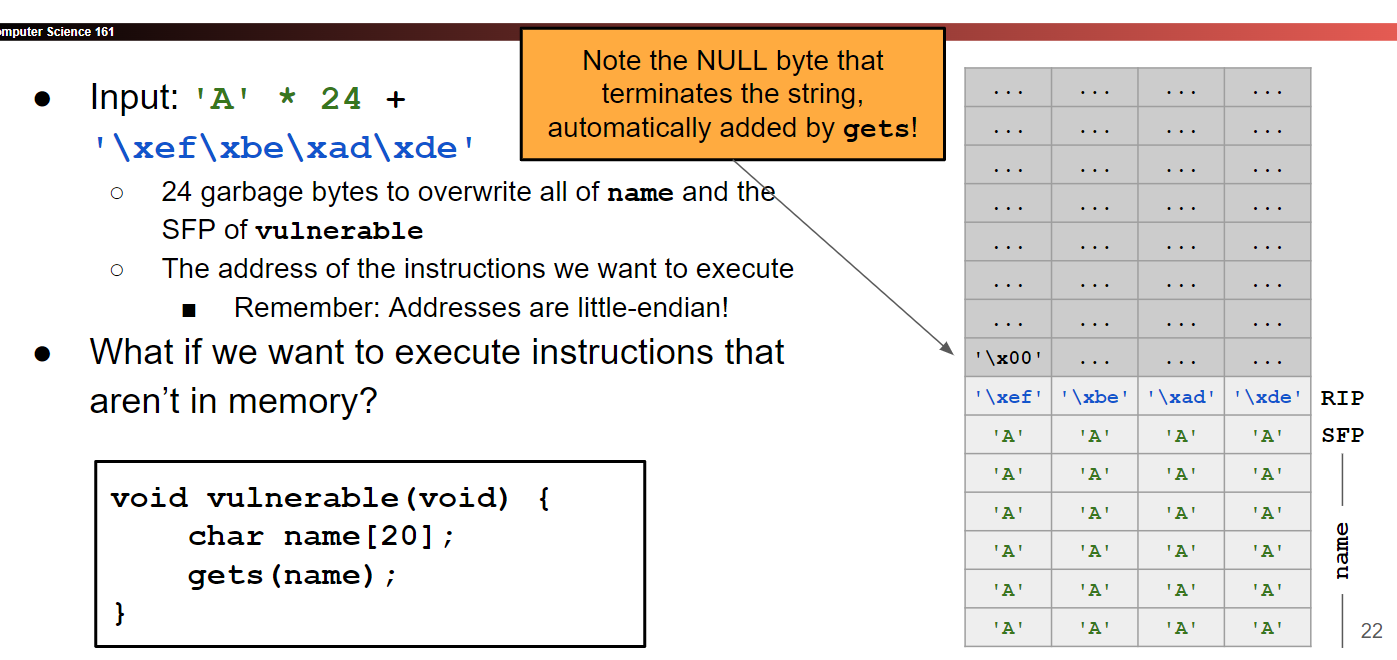 omputer Science 161
Note the NULL byte that
terminates the string,
automatically added by gets!
● Input: 'A' * 24 +
'\xef\xbe\xad\xde'
○ 24 garbage bytes to overwrite all of name and the
SFP of vulnerable
○ The address of the instructions we want to execute
■ Remember: Addresses are little-endian!
● What if we want to execute instructions that
aren’t in memory?
void vulnerable(void) {
    char name[20];
    gets(name);
}
... ... ... ...
... ... ... ...
... ... ... ...
... ... ... ...
... ... ... ...
... ... ... ...
... ... ... ...
'\x00' ... ... ...
'\xef' '\xbe' '\xad' '\xde' RIP
'A' 'A' 'A' 'A' SFP
'A' 'A' 'A' 'A'
'A' 'A' 'A' 'A'
'A' 'A' 'A' 'A'
'A' 'A' 'A' 'A'
'A' 'A' 'A' 'A'
name
22